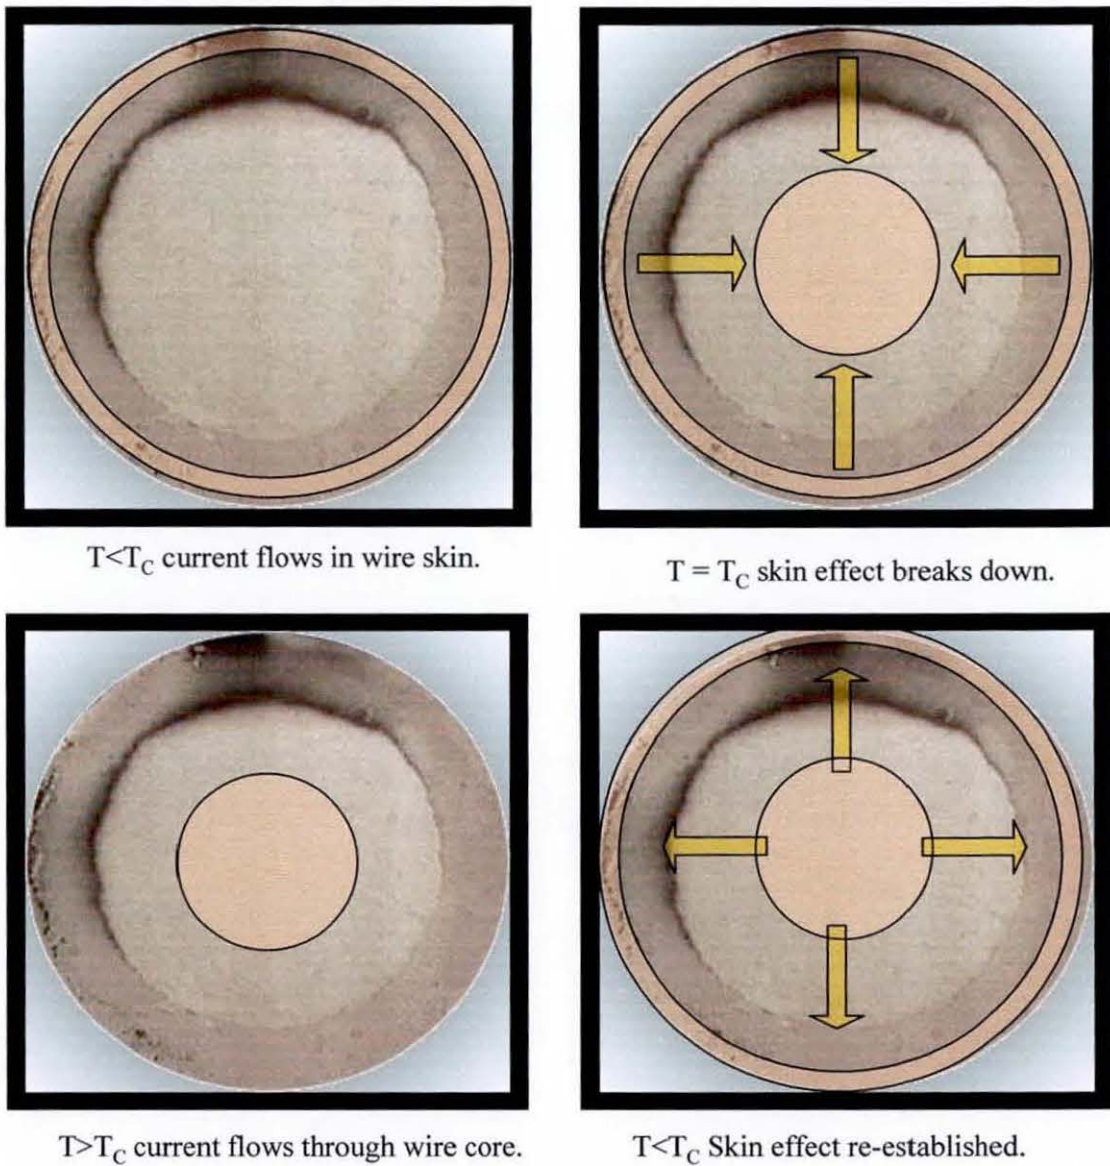 T<T_C current flows in wire skin.
T = T_C skin effect breaks down.
T>T_C current flows through wire core.
T<T_C Skin effect re-established.